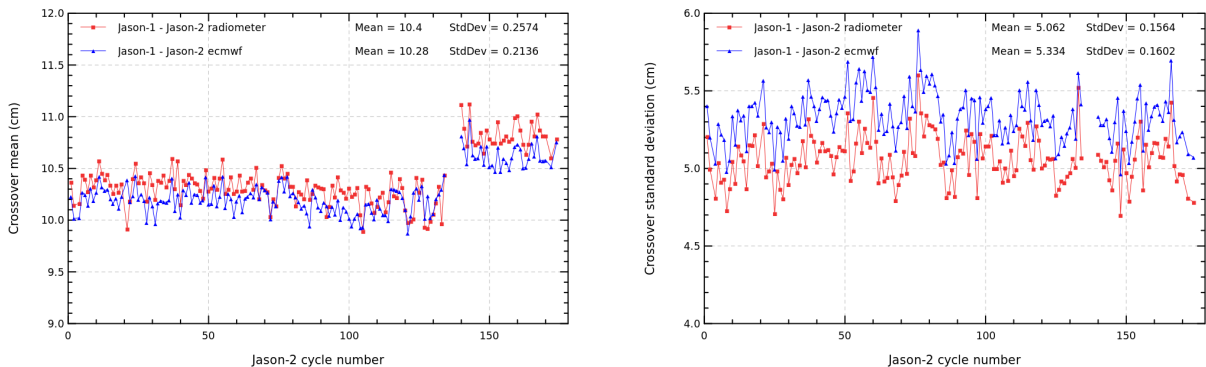 Crossover mean (cm)
12.0
11.5
11.0
10.5
10.0
9.5
9.0
Jason-1 - Jason-2 radiometer Mean = 10.4 StdDev = 0.2574
Jason-1 - Jason-2 ecmwf Mean = 10.28 StdDev = 0.2136
0 50 100 150
Jason-2 cycle number
Crossover standard deviation (cm)
6.0
5.5
5.0
4.5
4.0
Jason-1 - Jason-2 radiometer Mean = 5.062 StdDev = 0.1564
Jason-1 - Jason-2 ecmwf Mean = 5.334 StdDev = 0.1602
0 50 100 150
Jason-2 cycle number